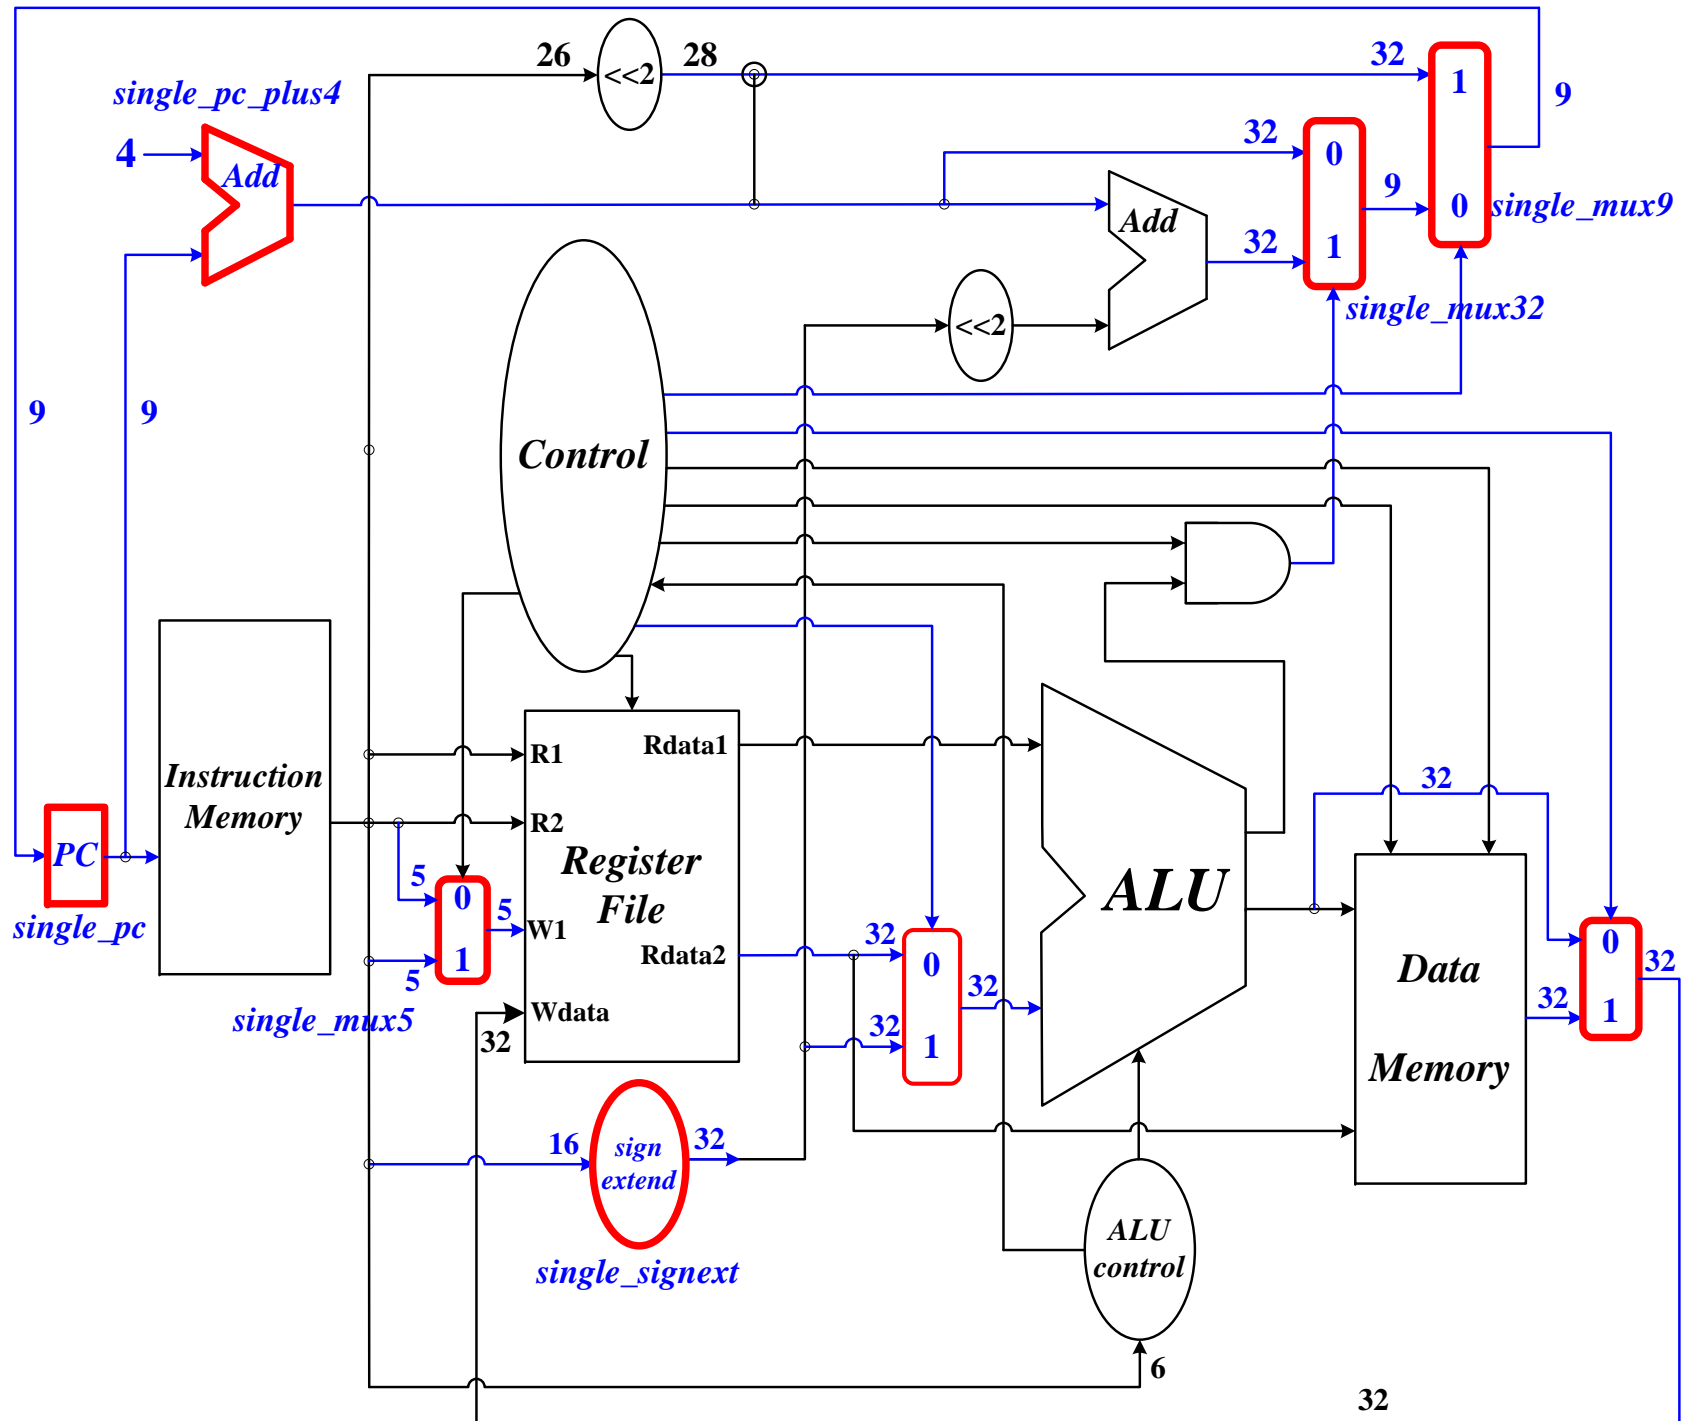 26
<<2
28
32
1
9
single_pc_plus4
4
Add
32
0
9
1
0
single_mux9
Add
32
single_mux32
<<2
9
9
Control
Instruction
Memory
R1
Rdata1
R2
Register
File
W1
Rdata2
Wdata
32
PC
single_pc
5
0
5
1
5
single_mux5
32
0
32
32
1
ALU
32
Data
Memory
0
32
32
1
16
sign
extend
32
single_signext
ALU
control
6
32